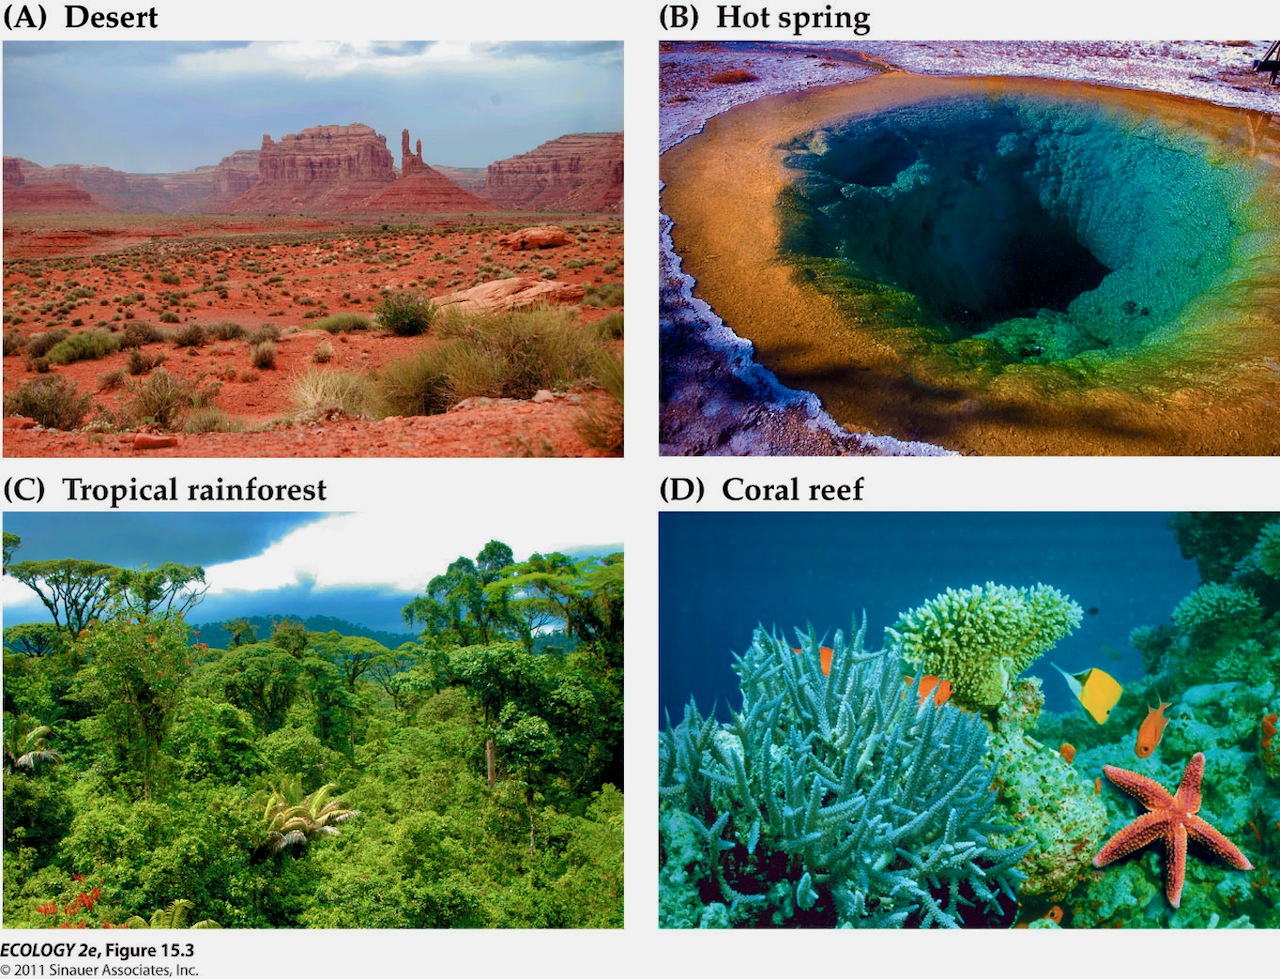 (A) Desert
(B) Hot spring
(C) Tropical rainforest
(D) Coral reef
ECOLOGY 2e, Figure 15.3
© 2011 Sinauer Associates, Inc.